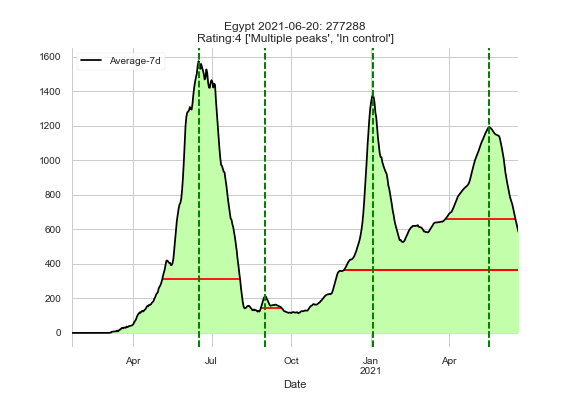 Egypt 2021-06-20: 277288
Rating:4 ['Multiple peaks', 'In control']
Average-7d
1600
1400
1200
1000
800
600
400
200
0
Apr
Jul
Oct
Jan
2021
Apr
Date